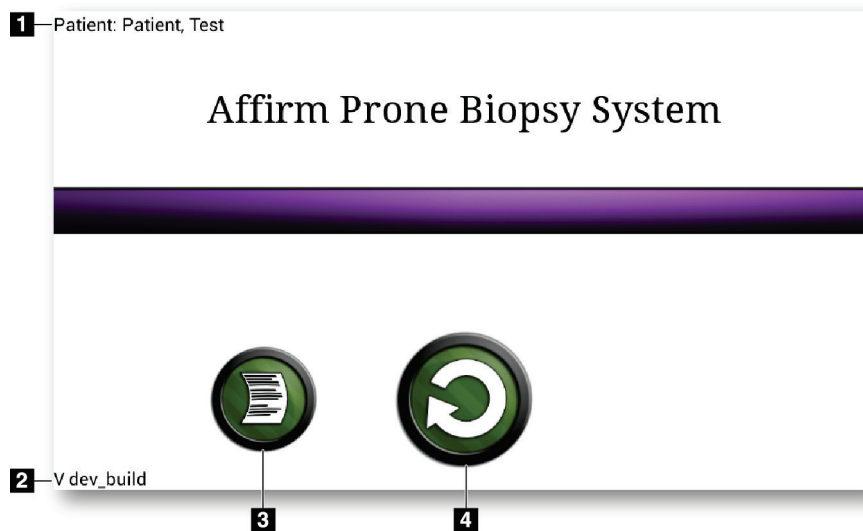 1 Patient: Patient, Test
Affirm Prone Biopsy System
2 V dev_build
3 4